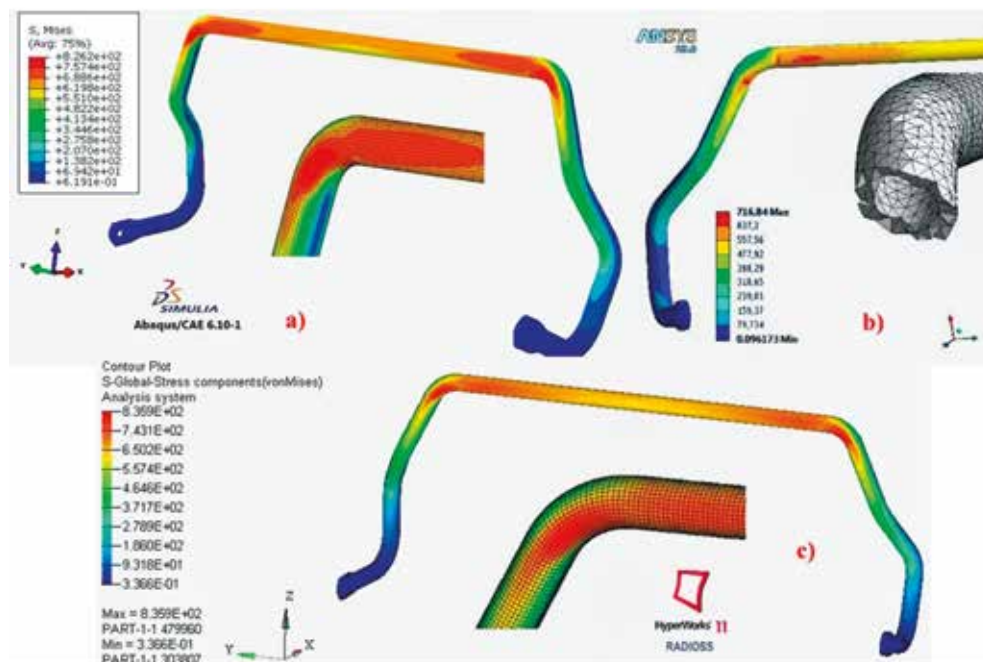 S, Mises
(Avg: 75%)
+8.262e+02
+7.574e+02
+6.886e+02
+6.198e+02
+5.510e+02
+4.822e+02
+4.134e+02
+3.446e+02
+2.758e+02
+2.070e+02
+1.382e+02
+6.942e+01
+6.191e-01
Z
Y
X
SIMULIA
Abaqus/CAE 6.10-1
a)
ANSYS
716,84 Max
637,2
557,56
477,92
398,29
318,65
239,01
159,37
79,734
0,096173 Min
b)
Contour Plot
S-Global-Stress components(vonMises)
Analysis system
8.359E+02
7.431E+02
6.502E+02
5.574E+02
4.646E+02
3.717E+02
2.789E+02
1.860E+02
9.318E+01
3.366E-01
Max = 8.359E+02
PART-1-1 479960
Min = 3.366E-01
PART-1-1 303807
Z
Y
X
c)
HyperWorks 11
RADIOSS